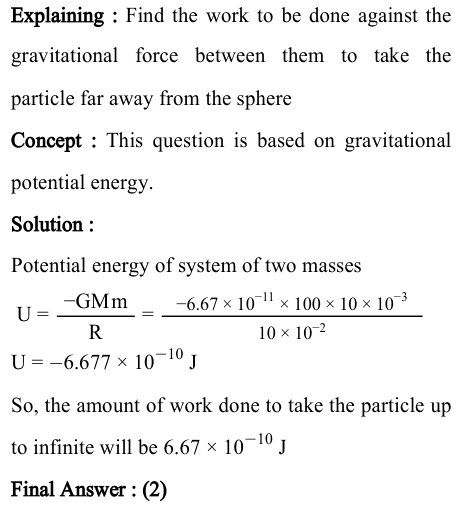 Explaining : Find the work to be done against the
gravitational force between them to take the
particle far away from the sphere
Concept : This question is based on gravitational
potential energy.
Solution :
Potential energy of system of two masses
U = −GMm / R = −6.67 × 10⁻¹¹ × 100 × 10 × 10⁻³ / 10 × 10⁻²
U = −6.677 × 10⁻¹⁰ J
So, the amount of work done to take the particle up
to infinite will be 6.67 × 10⁻¹⁰ J
Final Answer : (2)